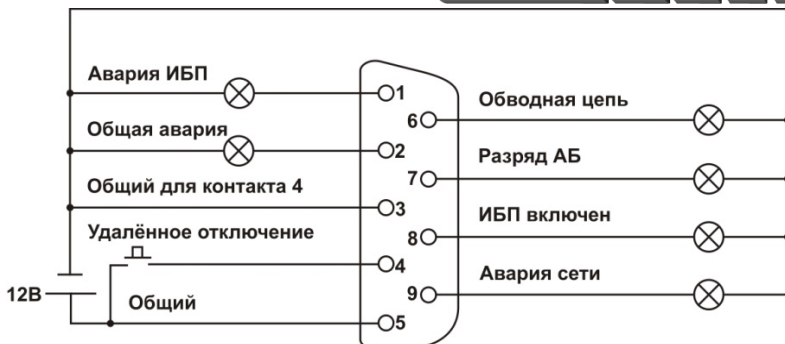 Авария ИБП
1
Общая авария
2
Общий для контакта 4
3
Удалённое отключение
4
12В
Общий
5
6
Обводная цепь
7
Разряд АБ
8
ИБП включен
9
Авария сети